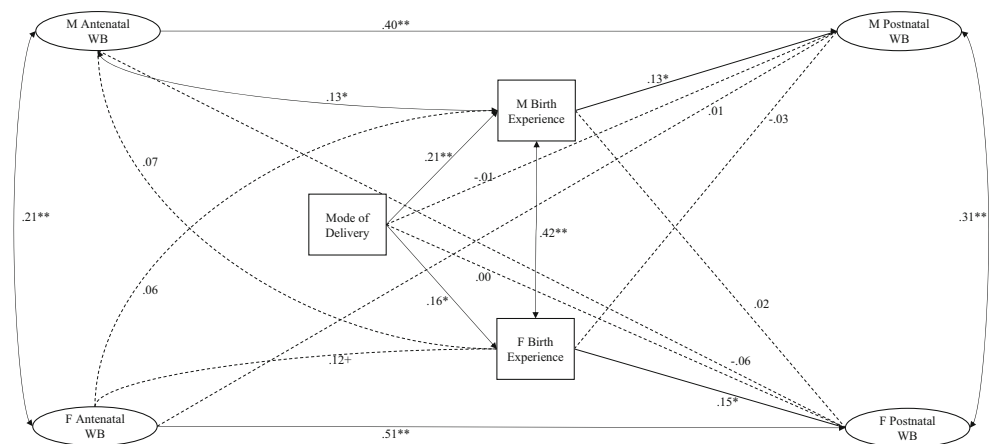 M Antenatal
WB
.40**
M Postnatal
WB
.13*
M Birth
Experience
.13*
.01
-.03
.07
.21**
-.01
.21**
Mode of
Delivery
.42**
.31**
.06
.00
.16*
.02
.12+
F Birth
Experience
-.06
.15*
F Antenatal
WB
.51**
F Postnatal
WB